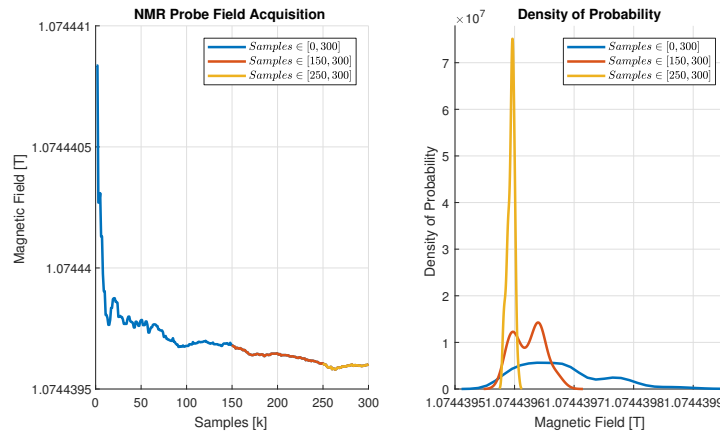 NMR Probe Field Acquisition
1.074441
1.0744405
1.07444
1.0744395
Magnetic Field [T]
0 50 100 150 200 250 300
Samples [k]
Samples ∈ [0, 300]
Samples ∈ [150, 300]
Samples ∈ [250, 300]
Density of Probability
×10⁷
7
6
5
4
3
2
1
0
Density of Probability
1.07443951.07443961.07443971.07443981.0744399
Magnetic Field [T]
Samples ∈ [0, 300]
Samples ∈ [150, 300]
Samples ∈ [250, 300]